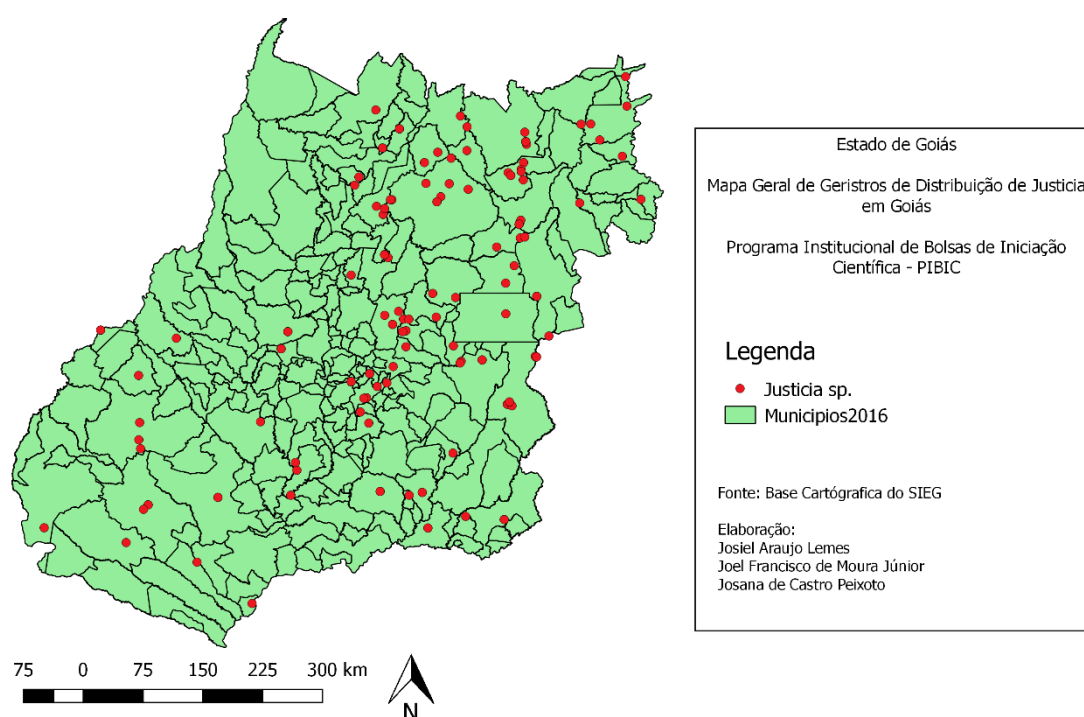 Estado de Goiás
Mapa Geral de Geristros de Distribuição de Justicia
em Goiás
Programa Institucional de Bolsas de Iniciação
Científica - PIBIC
Legenda
Justicia sp.
Municipios2016
Fonte: Base Cartógrafica do SIEG
Elaboração:
Josiel Araujo Lemes
Joel Francisco de Moura Júnior
Josana de Castro Peixoto
75 0 75 150 225 300 km
N